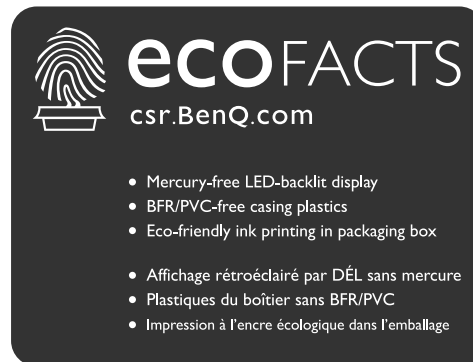 ecoFACTS
csr.BenQ.com
• Mercury-free LED-backlit display
• BFR/PVC-free casing plastics
• Eco-friendly ink printing in packaging box
• Affichage rétroéclairé par DÉL sans mercure
• Plastiques du boîtier sans BFR/PVC
• Impression à l'encre écologique dans l'emballage